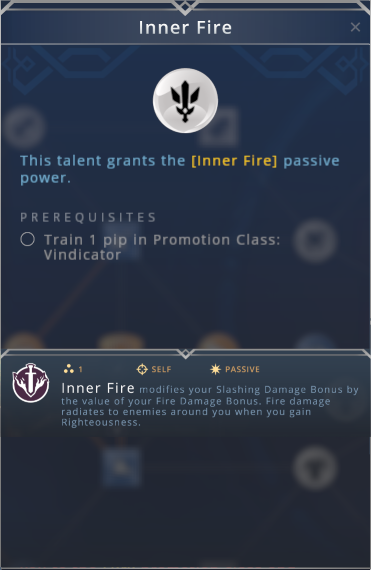 Inner Fire
This talent grants the [Inner Fire] passive
power.
PREREQUISITES
Train 1 pip in Promotion Class:
Vindicator
1 SELF PASSIVE
Inner Fire modifies your Slashing Damage Bonus by
the value of your Fire Damage Bonus. Fire damage
radiates to enemies around you when you gain
Righteousness.